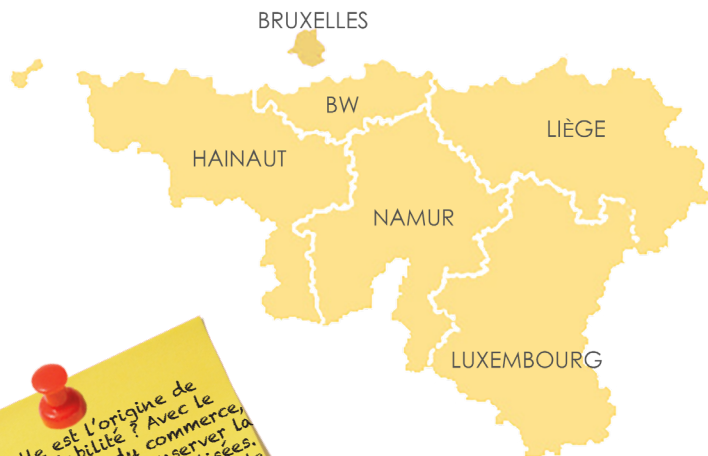 BRUXELLES
BW
LIÈGE
HAINAUT
NAMUR
LUXEMBOURG
est l'origine de
bilité ? Avec le
du commerce,
server la
isées.